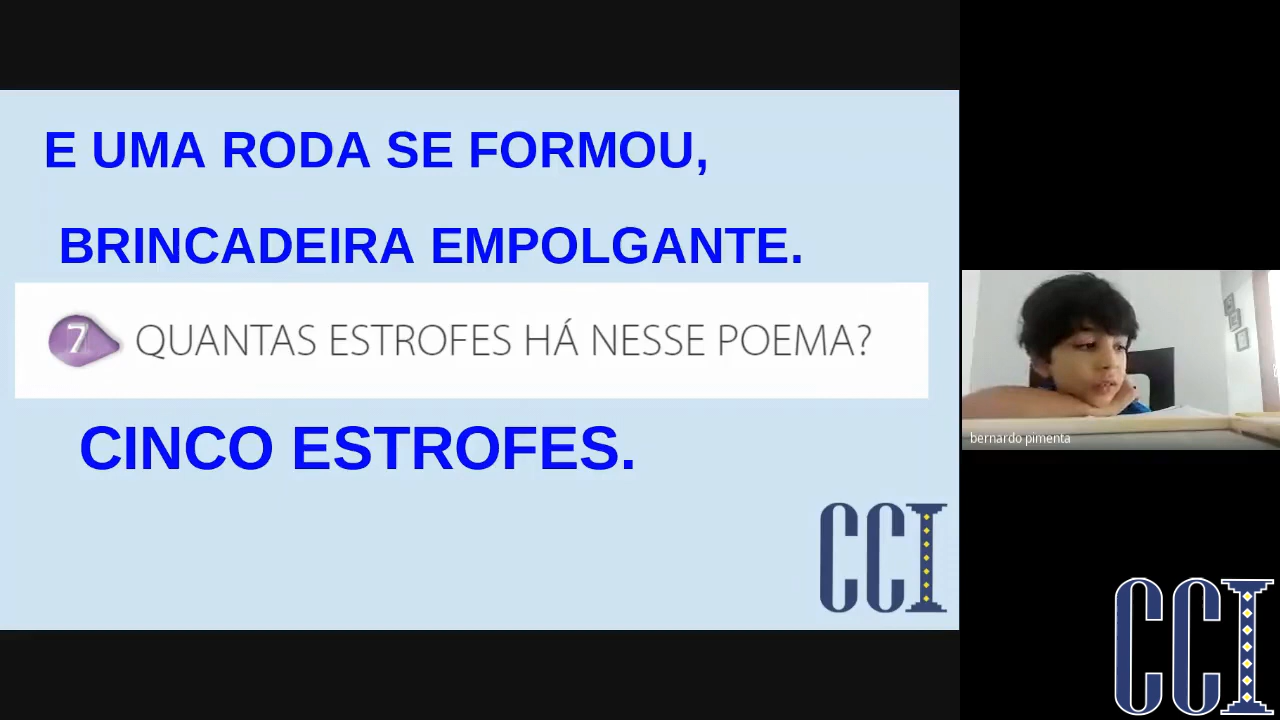 E UMA RODA SE FORMOU,
BRINCADEIRA EMPOLGANTE.
7 QUANTAS ESTROFES HÁ NESSE POEMA?
CINCO ESTROFES.
CCI
bernardo pimenta
CCI